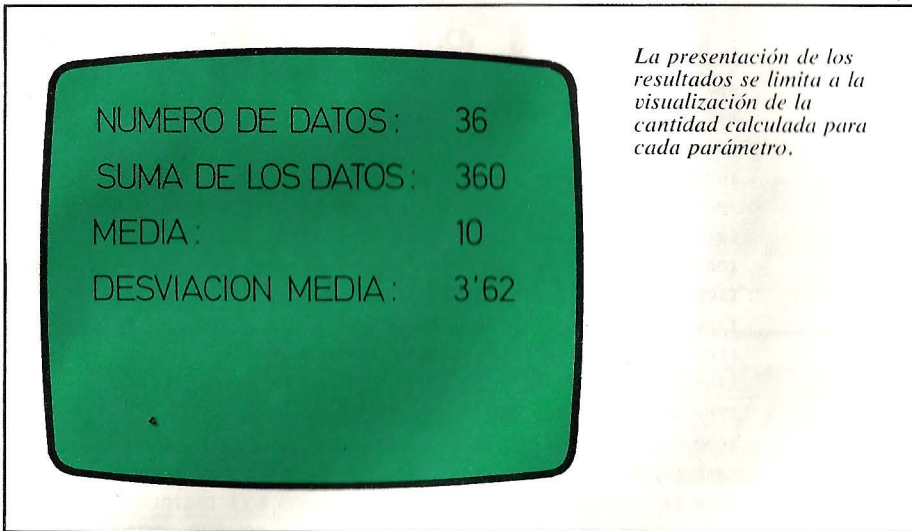 NUMERO DE DATOS: 36
SUMA DE LOS DATOS: 360
MEDIA: 10
DESVIACION MEDIA: 3'62
La presentación de los
resultados se limita a la
visualización de la
cantidad calculada para
cada parámetro.